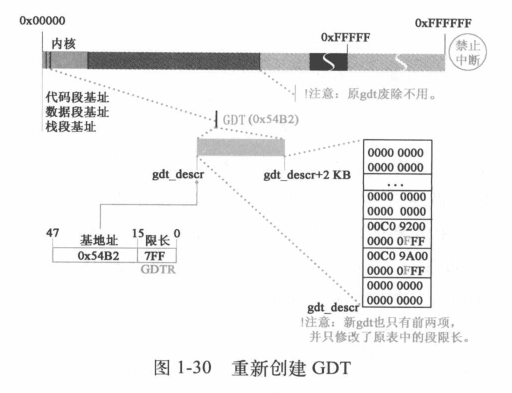 0x00000
0xFFFFF
0xFFFFFF
内核
禁止
中断
代码段基址
数据段基址
栈段基址
!注意：原gdt废除不用。
GDT (0x54B2)
gdt_descr
gdt_descr+2 KB
0000 0000
0000 0000
...
0000 0000
0000 0000
00C0 9200
0000 0FFF
00C0 9A00
0000 0FFF
0000 0000
0000 0000
47
15
0
基地址
限长
0x54B2
7FF
GDTR
gdt_descr
!注意：新gdt也只有前两项，
并只修改了原表中的段限长。
图 1-30 重新创建 GDT